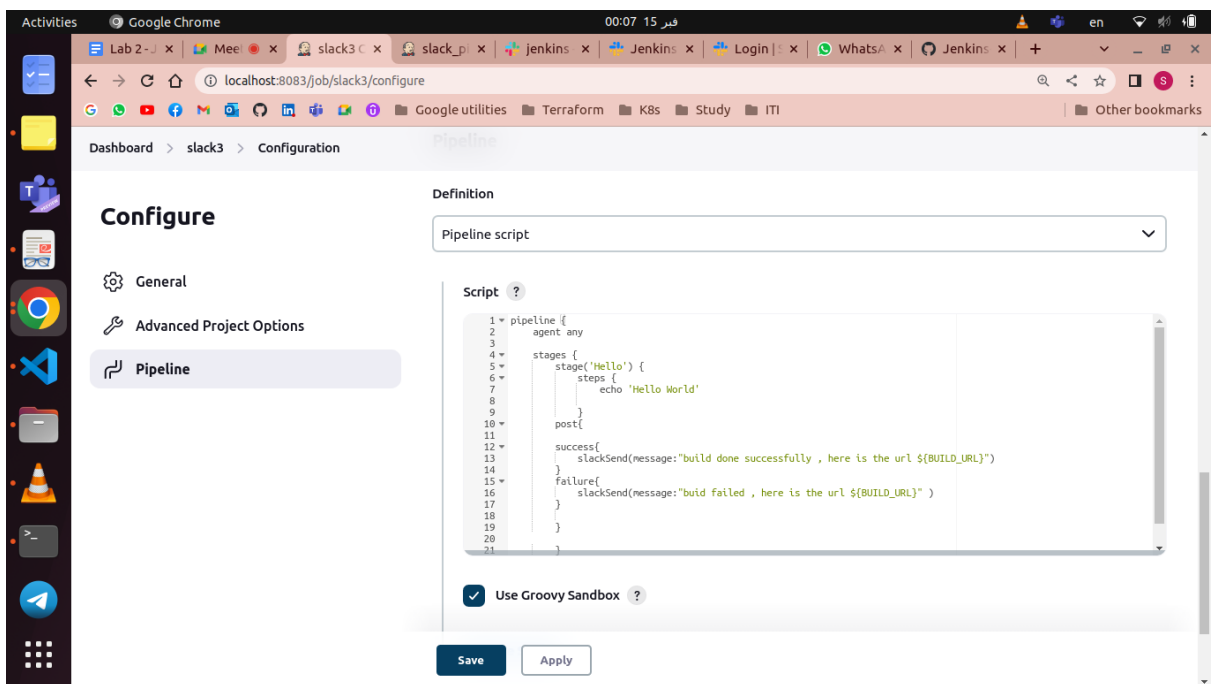 Activities Google Chrome 00:07 15 فبر en
Lab 2 - J Mee slack3 C slack_pl jenkins Jenkins Login | S WhatsA Jenkins
localhost:8083/job/slack3/configure S
Google utilities Terraform K8s Study ITI Other bookmarks
Dashboard > slack3 > Configuration
Pipeline
Configure
General
Advanced Project Options
Pipeline
Definition
Pipeline script
Script ?
1 pipeline {
2 agent any
3
4 stages {
5 stage('Hello') {
6 steps {
7 echo 'Hello World'
8
9 }
10 post{
11
12 success{
13 slackSend(message:"build done successfully , here is the url ${BUILD_URL}")
14 }
15 failure{
16 slackSend(message:"buid failed , here is the url ${BUILD_URL}" )
17 }
18
19 }
20
21 }
Use Groovy Sandbox ?
Save Apply